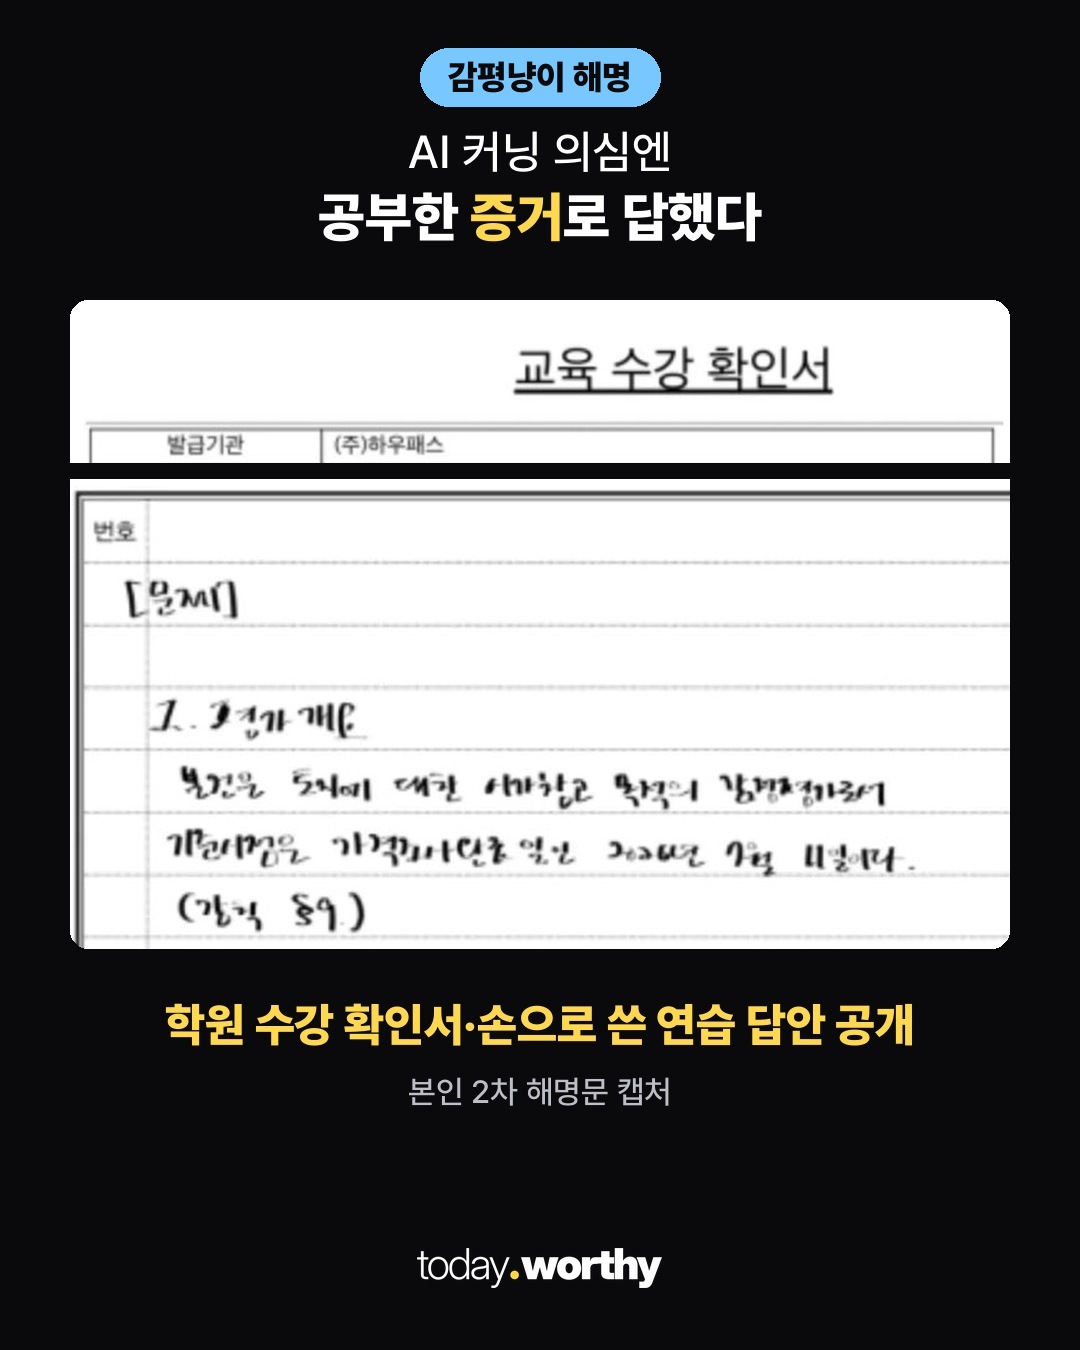 감평냥이 해명
AI 커닝 의심엔
공부한 증거로 답했다
교육 수강 확인서
발급기관 (주)하우패스
번호
[문제]
1. 평가개요
본건은 토지에 대한 시가참고 목적의 감정평가로서
기준시점은 가격조사완료일인 2026년 7월 11일이다.
(감칙 §9.)
학원 수강 확인서·손으로 쓴 연습 답안 공개
본인 2차 해명문 캡처
today.worthy